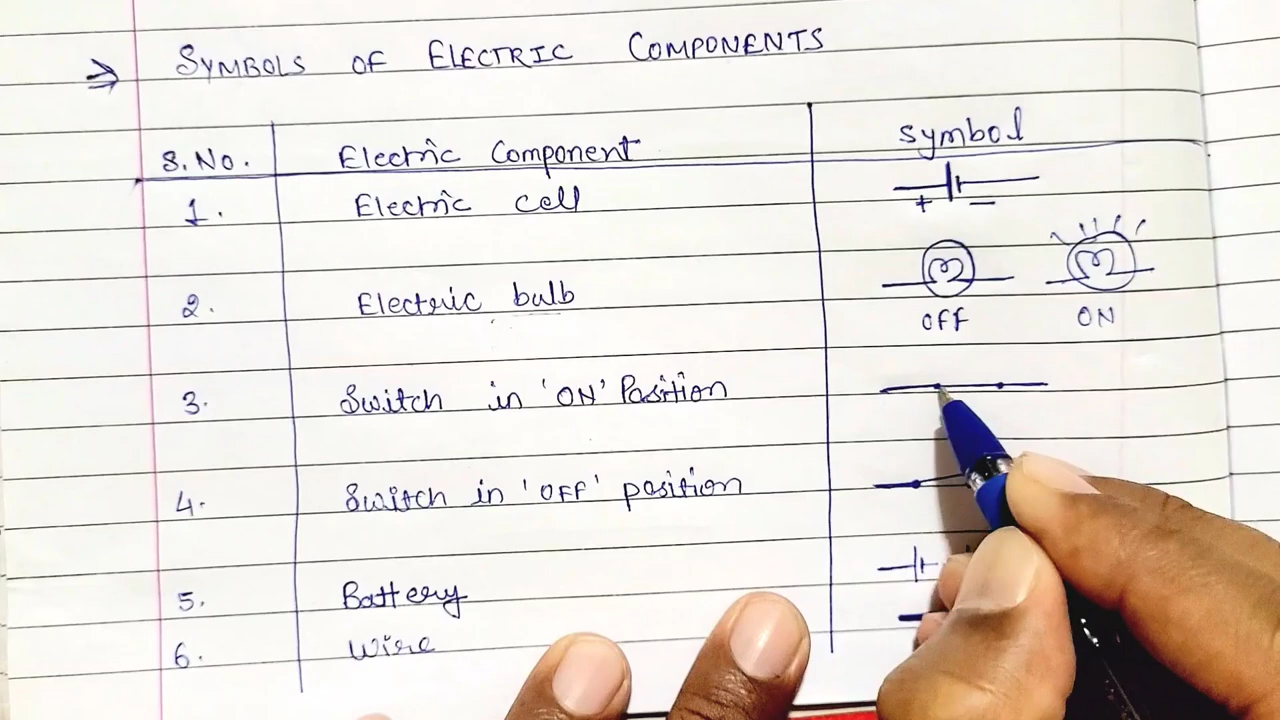 ⇒ SYMBOLS OF ELECTRIC COMPONENTS
S.No. Electric Component Symbol
1. Electric cell + −
2. Electric bulb OFF ON
3. Switch in 'ON' Position
4. Switch in 'OFF' position
5. Battery
6. Wire